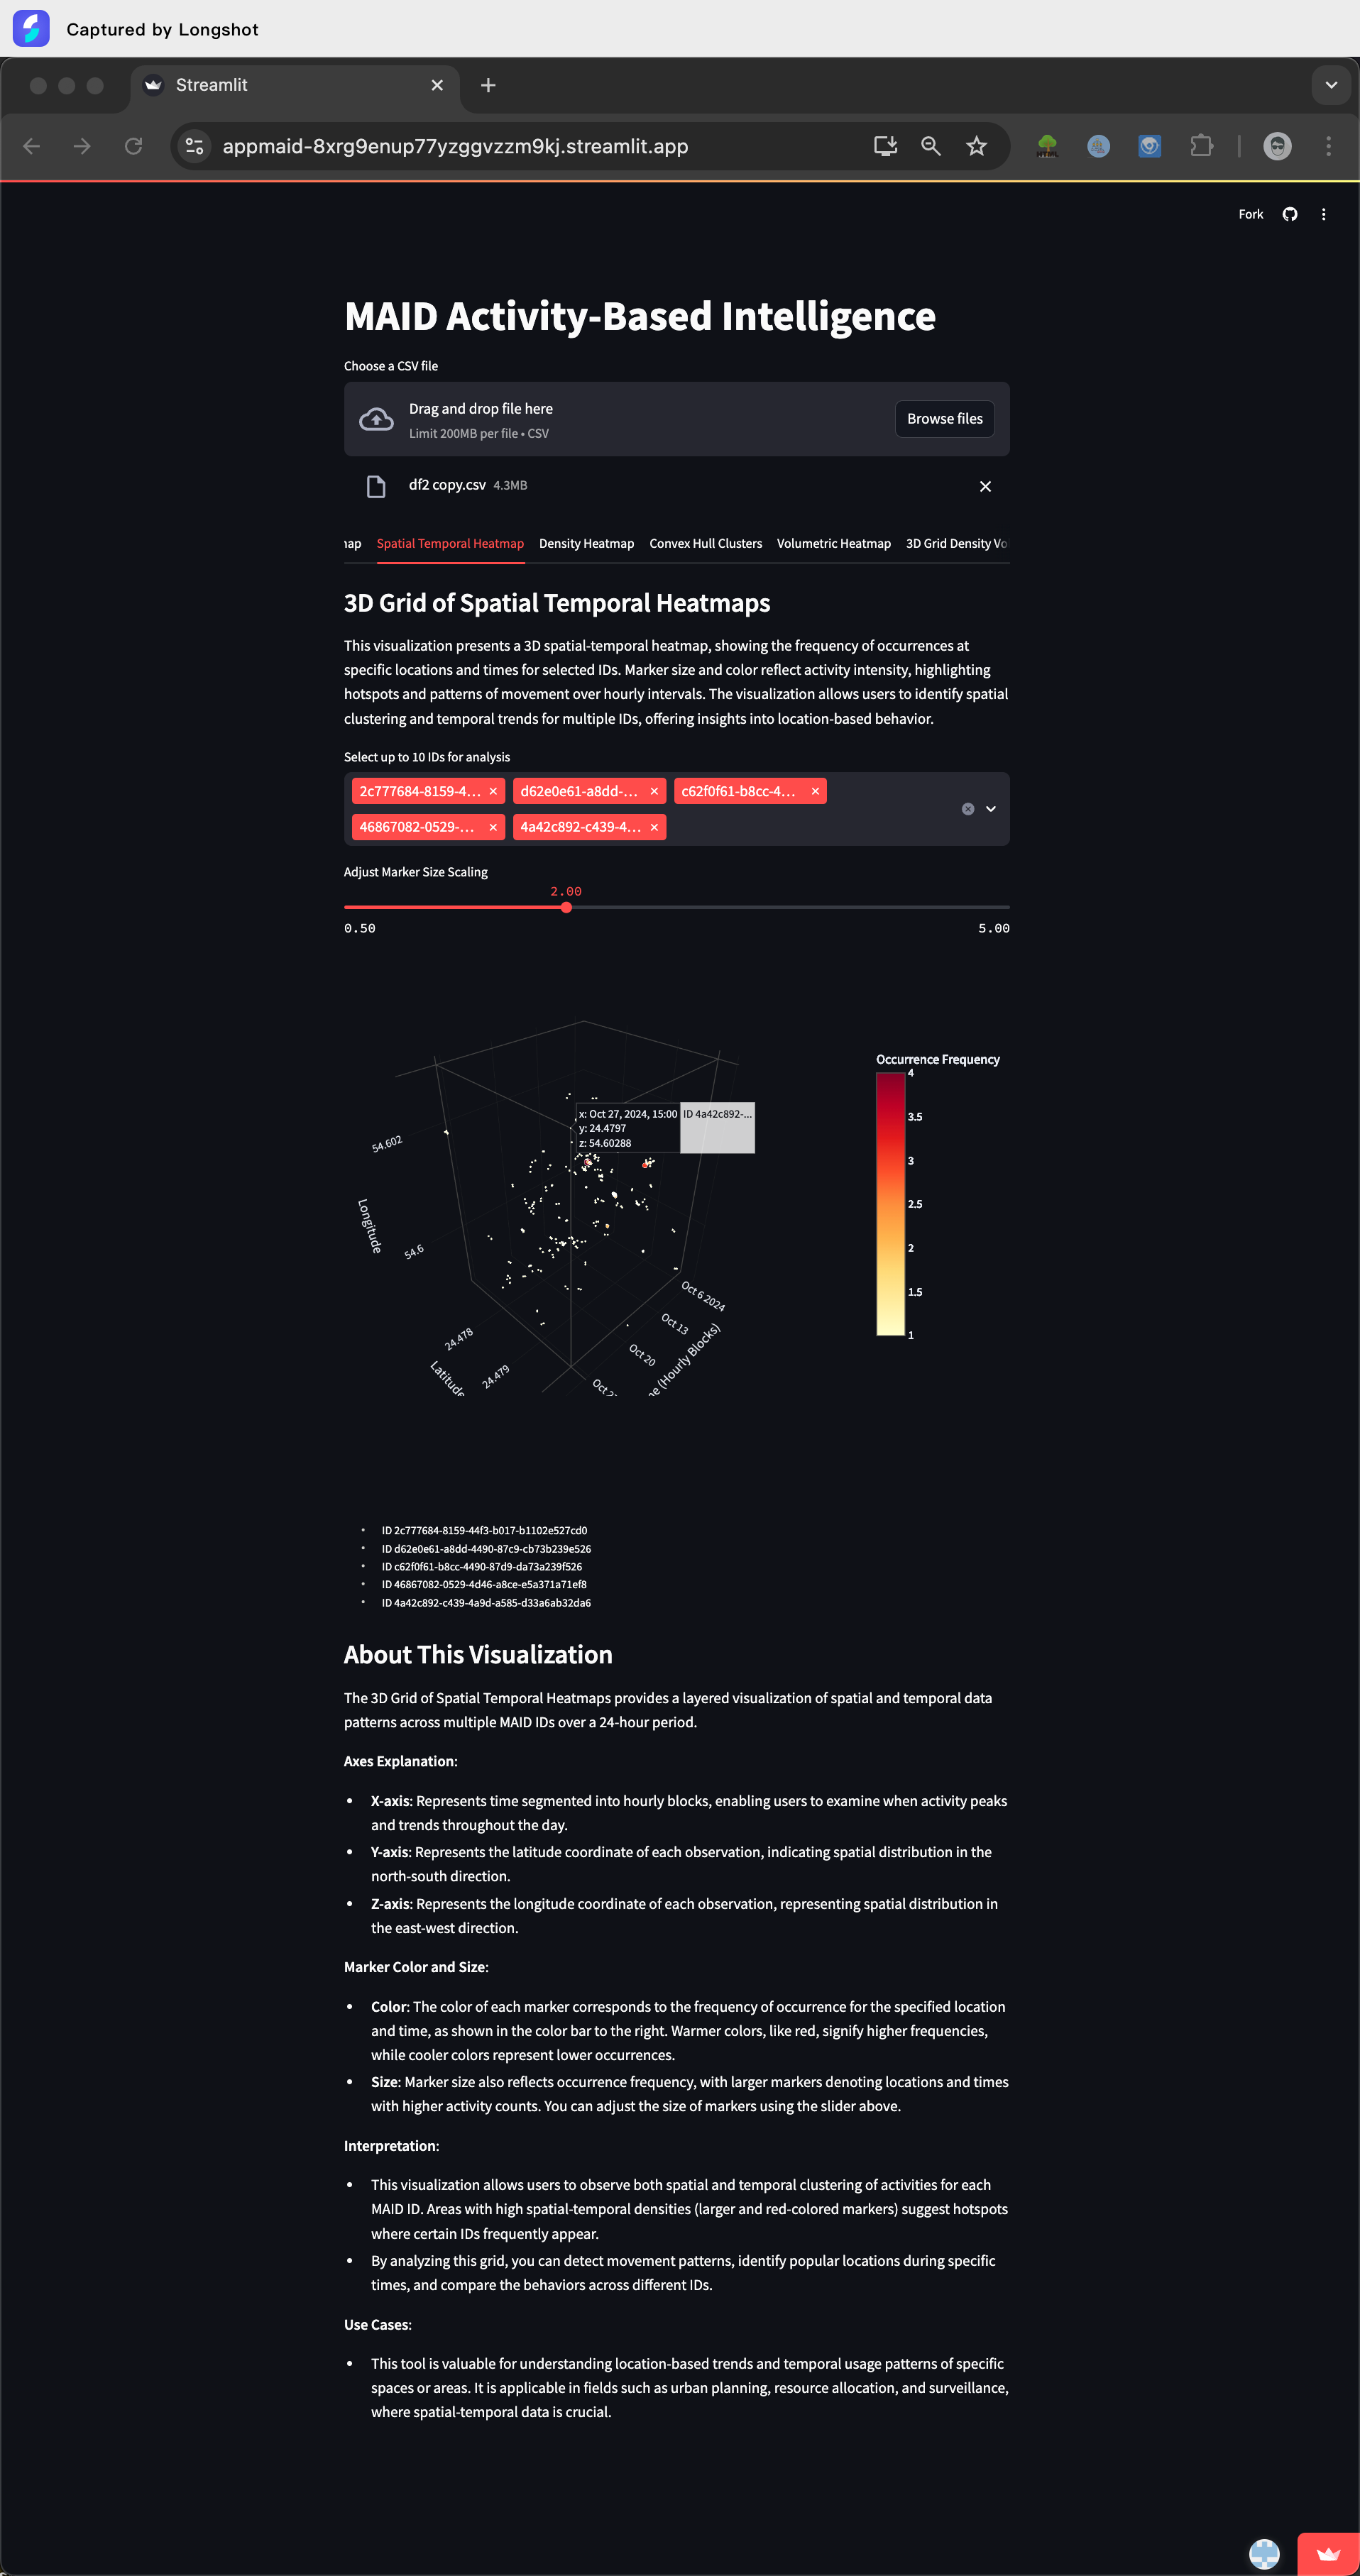 Captured by Longshot
Streamlit
appmaid-8xrg9enup77yzggvzzm9kj.streamlit.app
Fork
MAID Activity-Based Intelligence
Choose a CSV file
Drag and drop file here
Limit 200MB per file • CSV
Browse files
df2 copy.csv 4.3MB
ap Spatial Temporal Heatmap Density Heatmap Convex Hull Clusters Volumetric Heatmap 3D Grid Density Vo
3D Grid of Spatial Temporal Heatmaps
This visualization presents a 3D spatial-temporal heatmap, showing the frequency of occurrences at
specific locations and times for selected IDs. Marker size and color reflect activity intensity, highlighting
hotspots and patterns of movement over hourly intervals. The visualization allows users to identify spatial
clustering and temporal trends for multiple IDs, offering insights into location-based behavior.
Select up to 10 IDs for analysis
2c777684-8159-4... d62e0e61-a8dd-... c62f0f61-b8cc-4...
46867082-0529-... 4a42c892-c439-4...
Adjust Marker Size Scaling
2.00
0.50 5.00
Occurrence Frequency
4
3.5
3
2.5
2
1.5
1
x: Oct 27, 2024, 15:00
y: 24.4797
z: 54.60288
ID 4a42c892-...
54.602
Longitude
54.6
24.478
24.479
Latitude
Oct 6 2024
Oct 13
Oct 20
Oct 2
e (Hourly Blocks)
ID 2c777684-8159-44f3-b017-b1102e527cd0
ID d62e0e61-a8dd-4490-87c9-cb73b239e526
ID c62f0f61-b8cc-4490-87d9-da73a239f526
ID 46867082-0529-4d46-a8ce-e5a371a71ef8
ID 4a42c892-c439-4a9d-a585-d33a6ab32da6
About This Visualization
The 3D Grid of Spatial Temporal Heatmaps provides a layered visualization of spatial and temporal data
patterns across multiple MAID IDs over a 24-hour period.
Axes Explanation:
• X-axis: Represents time segmented into hourly blocks, enabling users to examine when activity peaks
and trends throughout the day.
• Y-axis: Represents the latitude coordinate of each observation, indicating spatial distribution in the
north-south direction.
• Z-axis: Represents the longitude coordinate of each observation, representing spatial distribution in
the east-west direction.
Marker Color and Size:
• Color: The color of each marker corresponds to the frequency of occurrence for the specified location
and time, as shown in the color bar to the right. Warmer colors, like red, signify higher frequencies,
while cooler colors represent lower occurrences.
• Size: Marker size also reflects occurrence frequency, with larger markers denoting locations and times
with higher activity counts. You can adjust the size of markers using the slider above.
Interpretation:
• This visualization allows users to observe both spatial and temporal clustering of activities for each
MAID ID. Areas with high spatial-temporal densities (larger and red-colored markers) suggest hotspots
where certain IDs frequently appear.
• By analyzing this grid, you can detect movement patterns, identify popular locations during specific
times, and compare the behaviors across different IDs.
Use Cases:
• This tool is valuable for understanding location-based trends and temporal usage patterns of specific
spaces or areas. It is applicable in fields such as urban planning, resource allocation, and surveillance,
where spatial-temporal data is crucial.